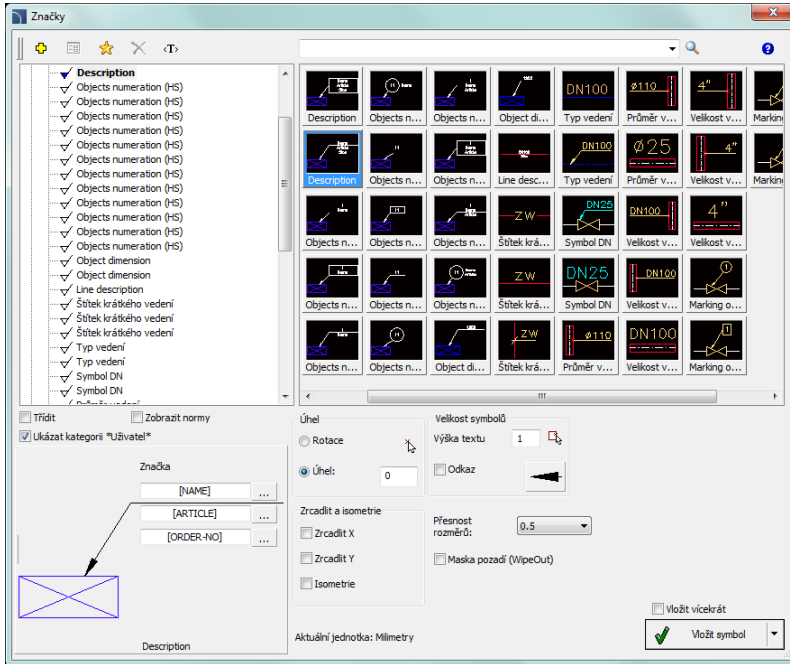 Značky
<T>
Description
Objects numeration (HS)
Objects numeration (HS)
Objects numeration (HS)
Objects numeration (HS)
Objects numeration (HS)
Objects numeration (HS)
Objects numeration (HS)
Objects numeration (HS)
Objects numeration (HS)
Objects numeration (HS)
Objects numeration (HS)
Objects numeration (HS)
Object dimension
Object dimension
Line description
Štítek krátkého vedení
Štítek krátkého vedení
Štítek krátkého vedení
Typ vedení
Typ vedení
Symbol DN
Symbol DN
DN100 ø110 4"
Description Objects n... Objects n... Object di... Typ vedení Průměr v... Velikost v... Marking
DN100 ø25 4"
Description Objects n... Objects n... Line desc... Typ vedení Průměr v... Velikost v... Marking
ZW DN25 DN100 4"
Objects n... Objects n... Objects n... Štítek krá... Symbol DN Velikost v... Velikost v...
ZW DN25 DN100 1
Objects n... Objects n... Objects n... Štítek krá... Symbol DN Velikost v... Marking o...
ZW ø110 DN100 1
Objects n... Objects n... Object di... Štítek krá... Průměr v... Velikost v... Marking o...
Třídit Zobrazit normy
Ukázat kategorii *Uživatel*
Značka
[NAME] ...
[ARTICLE] ...
[ORDER-NO] ...
Description
Úhel
Rotace
Úhel: 0
Velikost symbolů
Výška textu 1
Odkaz
Zrcadlit a isometrie
Zrcadlit X
Zrcadlit Y
Isometrie
Přesnost
rozměrů: 0.5
Maska pozadí (WipeOut)
Aktuální jednotka: Milimetry
Vložit vícekrát
Vložit symbol